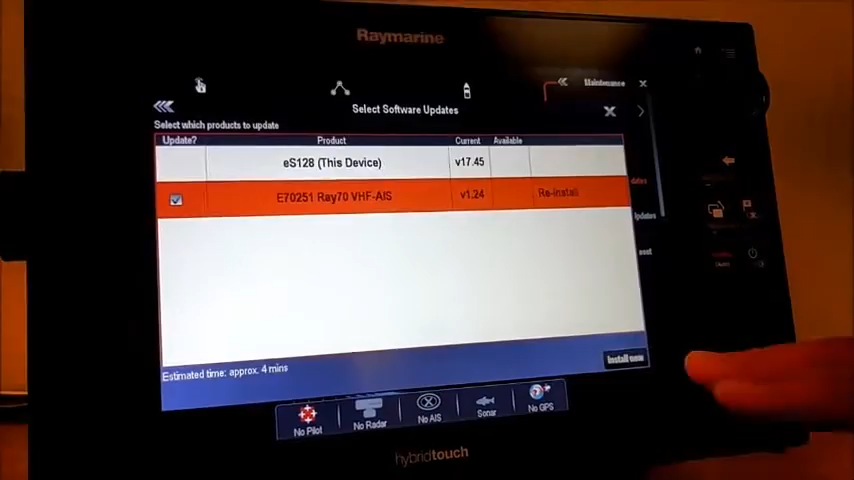 Raymarine
Maintenance
Select Software Updates
Select which products to update
Update? Product Current Available
eS128 (This Device) v17.45
E70251 Ray70 VHF-AIS v1.24 Re-install
Estimated time: approx. 4 mins
Install now
No Pilot No Radar No AIS Sonar No GPS
hybridtouch